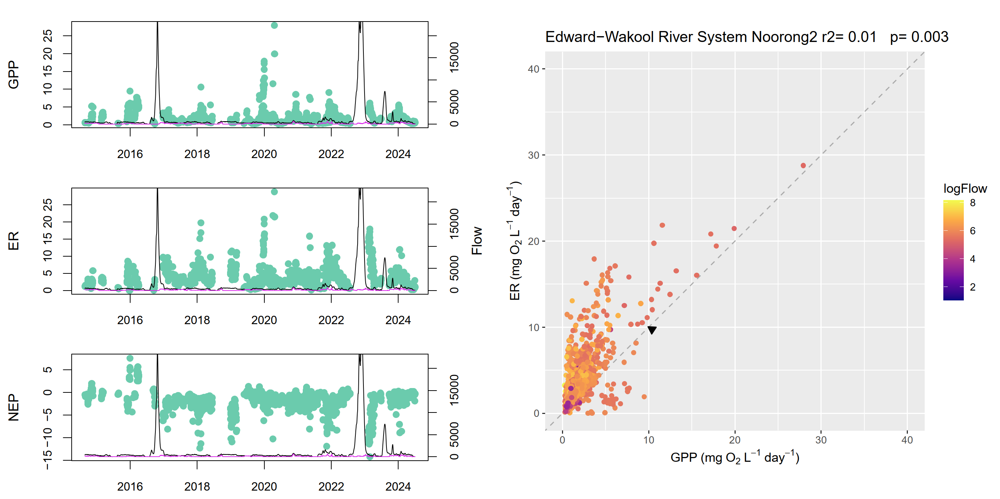 GPP
0 5 10 15 20 25
0 5000 15000
2016 2018 2020 2022 2024
ER
0 5 10 15 20 25
0 5000 15000
Flow
2016 2018 2020 2022 2024
NEP
−15 −10 −5 0 5
0 5000 15000
2016 2018 2020 2022 2024
Edward−Wakool River System Noorong2 r2= 0.01 p= 0.003
ER (mg O₂ L⁻¹ day⁻¹)
40
30
20
10
0
0 10 20 30 40
GPP (mg O₂ L⁻¹ day⁻¹)
logFlow
8
6
4
2